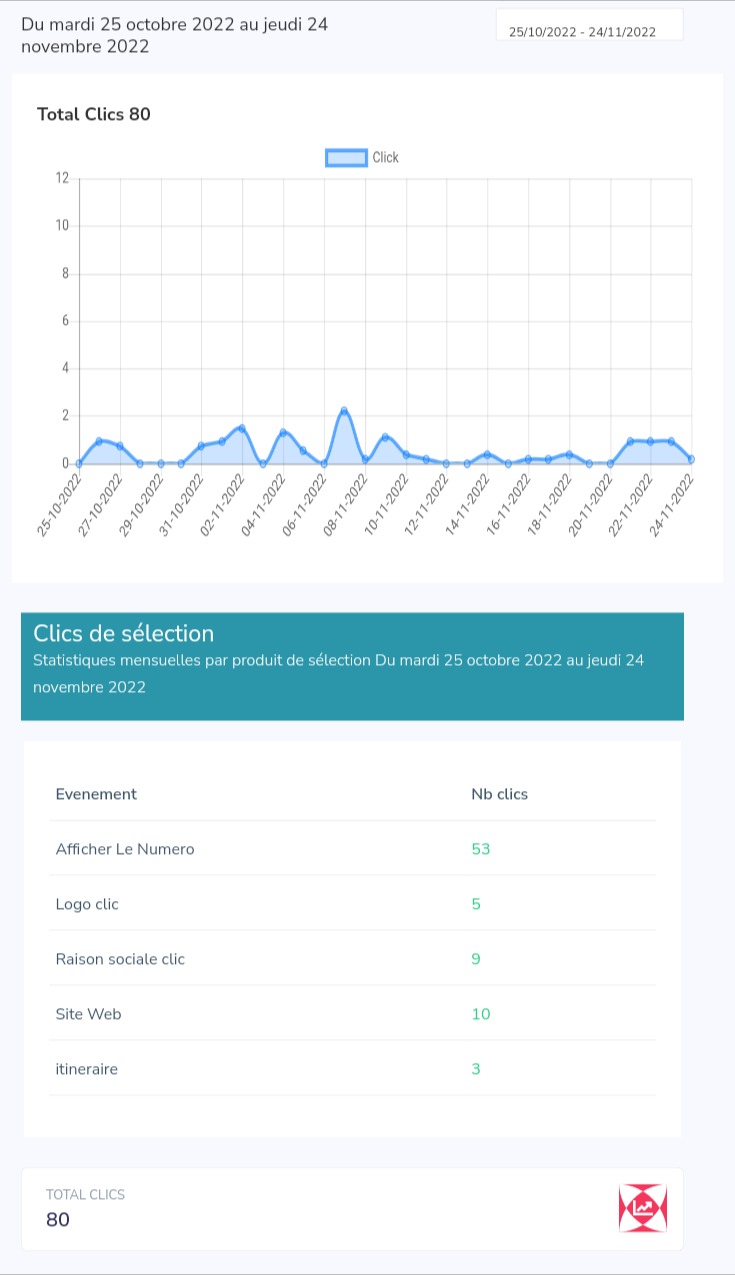 Du mardi 25 octobre 2022 au jeudi 24
novembre 2022
25/10/2022 - 24/11/2022
Total Clics 80
Click
12
10
8
6
4
2
0
25-10-2022
27-10-2022
29-10-2022
31-10-2022
02-11-2022
04-11-2022
06-11-2022
08-11-2022
10-11-2022
12-11-2022
14-11-2022
16-11-2022
18-11-2022
20-11-2022
22-11-2022
24-11-2022
Clics de sélection
Statistiques mensuelles par produit de sélection Du mardi 25 octobre 2022 au jeudi 24
novembre 2022
Evenement Nb clics
Afficher Le Numero 53
Logo clic 5
Raison sociale clic 9
Site Web 10
itineraire 3
TOTAL CLICS
80